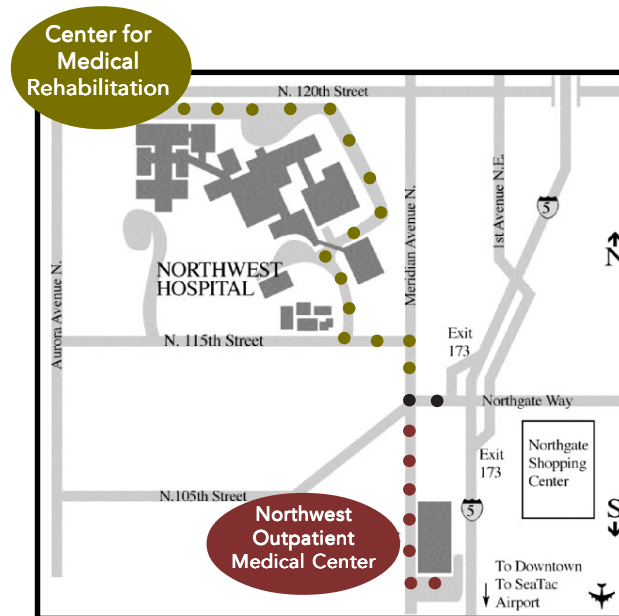 Center for
Medical
Rehabilitation
N. 120th Street
Meridian Avenue N.
1st Avenue N.E.
5
N
Aurora Avenue N.
NORTHWEST
HOSPITAL
N. 115th Street
Exit
173
Northgate Way
Northgate
Shopping
Center
Exit
173
N.105th Street
Northwest
Outpatient
Medical Center
5
S
To Downtown
To SeaTac
Airport